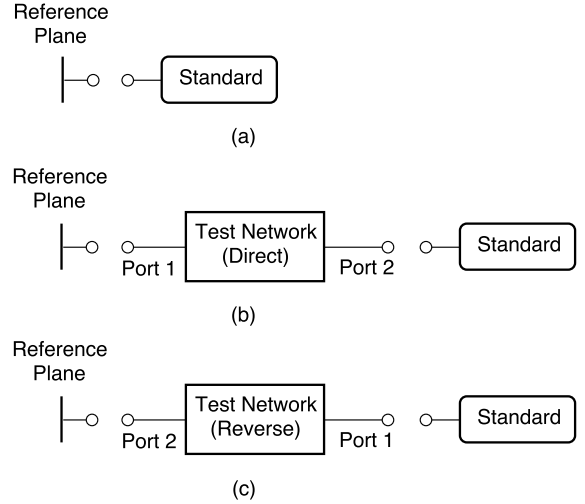 Reference
Plane
Standard
(a)
Reference
Plane
Test Network
(Direct)
Port 1
Port 2
Standard
(b)
Reference
Plane
Test Network
(Reverse)
Port 2
Port 1
Standard
(c)